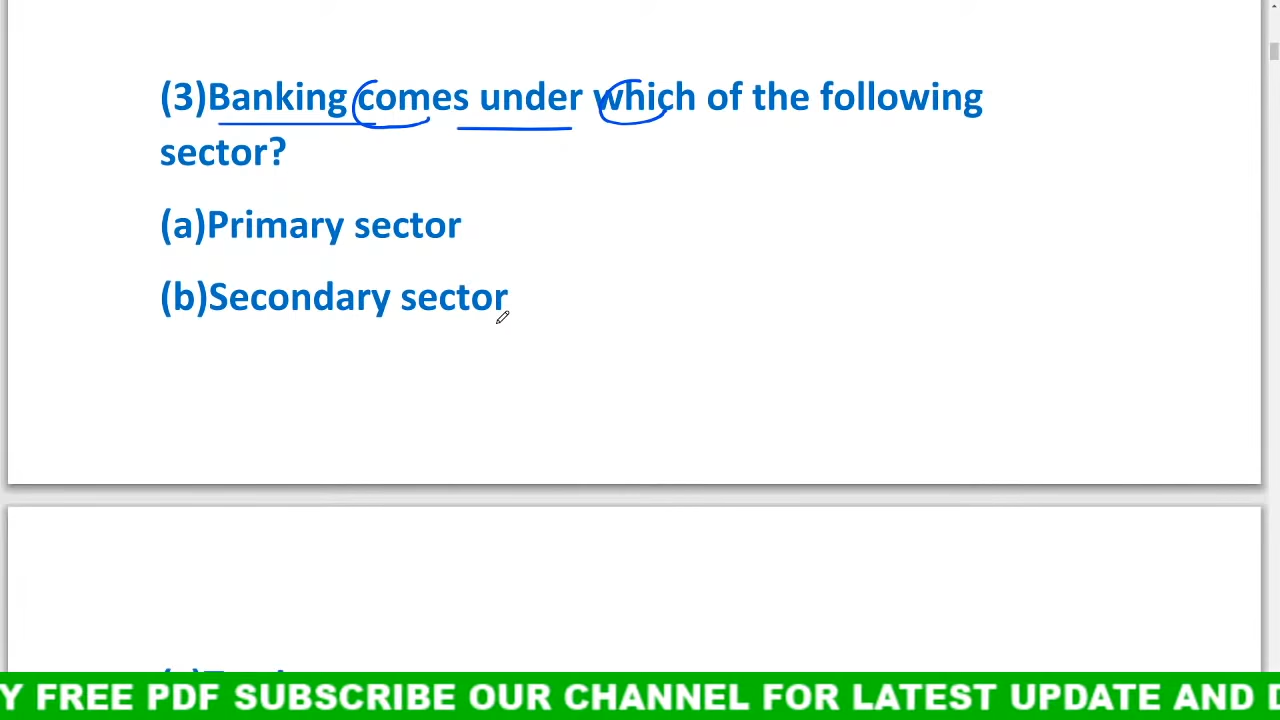 (3)Banking comes under which of the following
sector?
(a)Primary sector
(b)Secondary sector
Y FREE PDF SUBSCRIBE OUR CHANNEL FOR LATEST UPDATE AND D